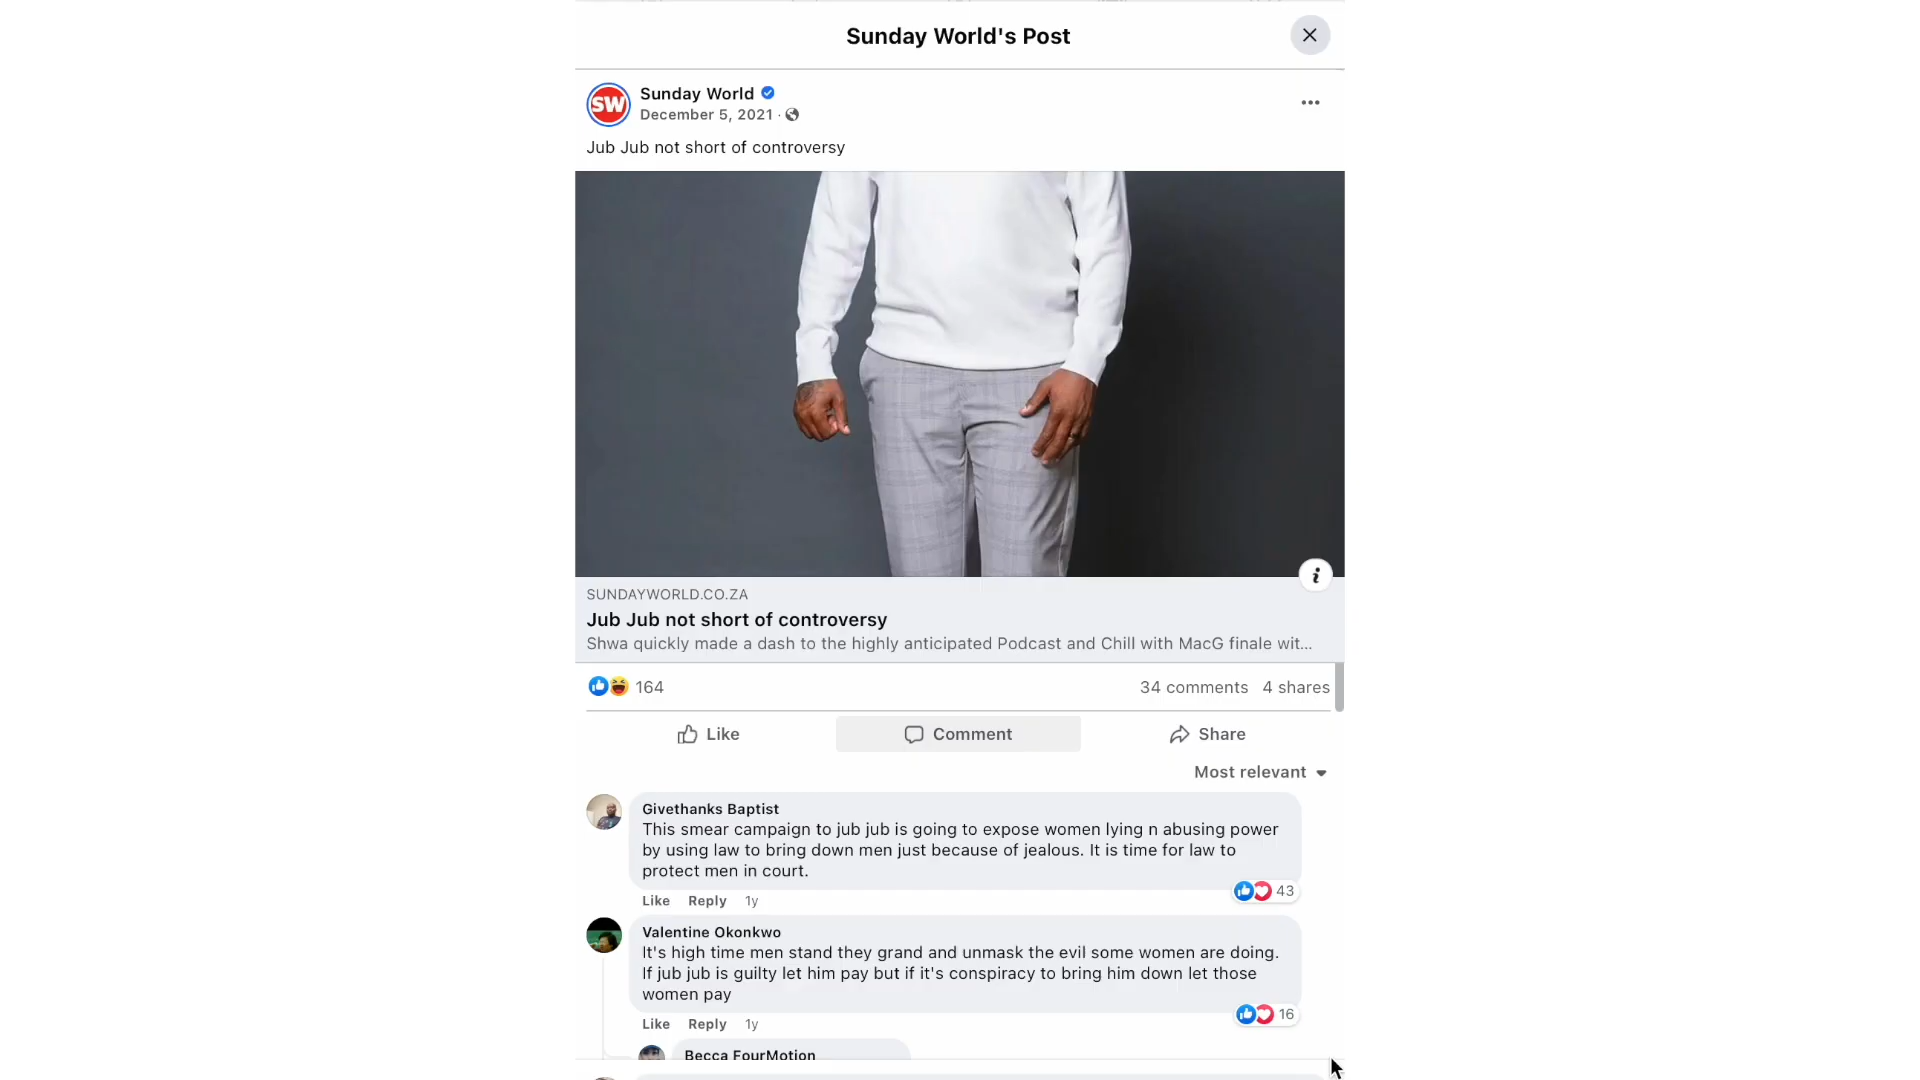 Sunday World's Post
SW
Sunday World
December 5, 2021 ·
Jub Jub not short of controversy
SUNDAYWORLD.CO.ZA
Jub Jub not short of controversy
Shwa quickly made a dash to the highly anticipated Podcast and Chill with MacG finale wit...
164
34 comments 4 shares
Like Comment Share
Most relevant
Givethanks Baptist
This smear campaign to jub jub is going to expose women lying n abusing power
by using law to bring down men just because of jealous. It is time for law to
protect men in court.
43
Like Reply 1y
Valentine Okonkwo
It's high time men stand they grand and unmask the evil some women are doing.
If jub jub is guilty let him pay but if it's conspiracy to bring him down let those
women pay
16
Like Reply 1y
Becca FourMotion